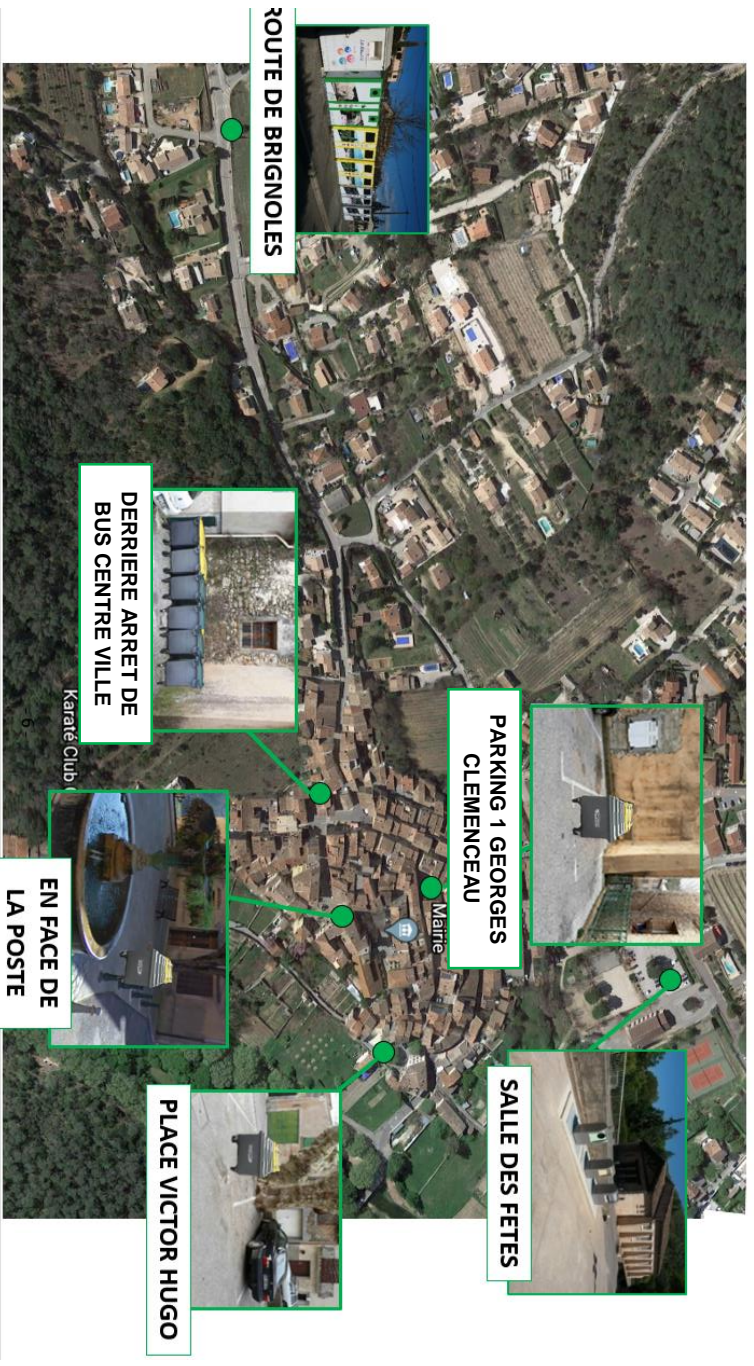 ROUTE DE BRIGNOLES
DERRIERE ARRET DE
BUS CENTRE VILLE
PARKING 1 GEORGES
CLEMENCEAU
Mairie
Karaté Club
6
EN FACE DE
LA POSTE
SALLE DES FETES
PLACE VICTOR HUGO